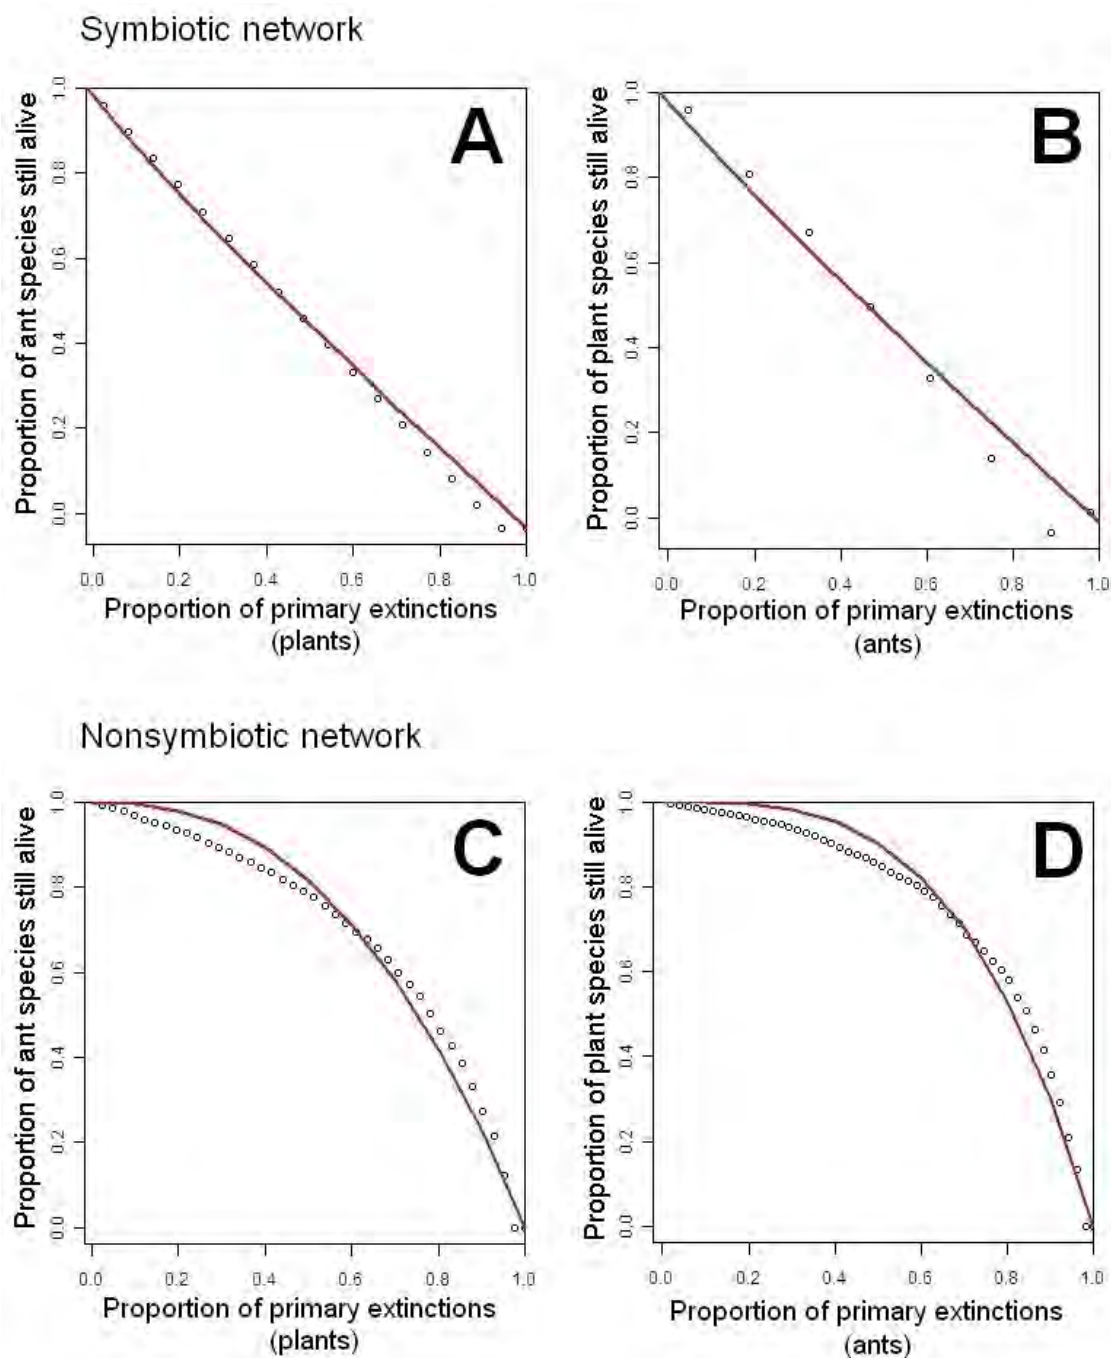 Symbiotic network
A
Proportion of ant species still alive
1.0
0.8
0.6
0.4
0.2
0.0
0.0 0.2 0.4 0.6 0.8 1.0
Proportion of primary extinctions
(plants)
B
Proportion of plant species still alive
1.0
0.8
0.6
0.4
0.2
0.0
0.0 0.2 0.4 0.6 0.8 1.0
Proportion of primary extinctions
(ants)
Nonsymbiotic network
C
Proportion of ant species still alive
1.0
0.8
0.6
0.4
0.2
0.0
0.0 0.2 0.4 0.6 0.8 1.0
Proportion of primary extinctions
(plants)
D
Proportion of plant species still alive
1.0
0.8
0.6
0.4
0.2
0.0
0.0 0.2 0.4 0.6 0.8 1.0
Proportion of primary extinctions
(ants)